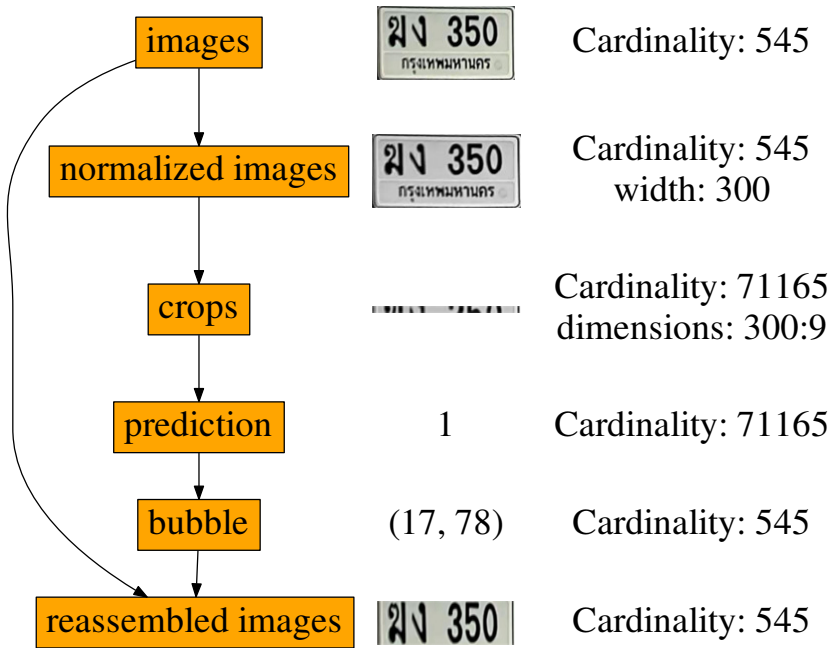 images
ฆง 350
กรุงเทพมหานคร
Cardinality: 545
normalized images
ฆง 350
กรุงเทพมหานคร
Cardinality: 545
width: 300
crops
Cardinality: 71165
dimensions: 300:9
prediction
1
Cardinality: 71165
bubble
(17, 78)
Cardinality: 545
reassembled images
ฆง 350
Cardinality: 545